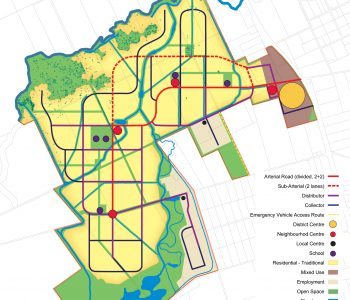 Arterial Road (divided, 2+2)
Sub-Arterial (2 lanes)
Distributor
Collector
Emergency Vehicle Access Route
District Centre
Neighbourhood Centre
Local Centre
School
Residential - Traditional
Mixed Use
Employment
Open Space